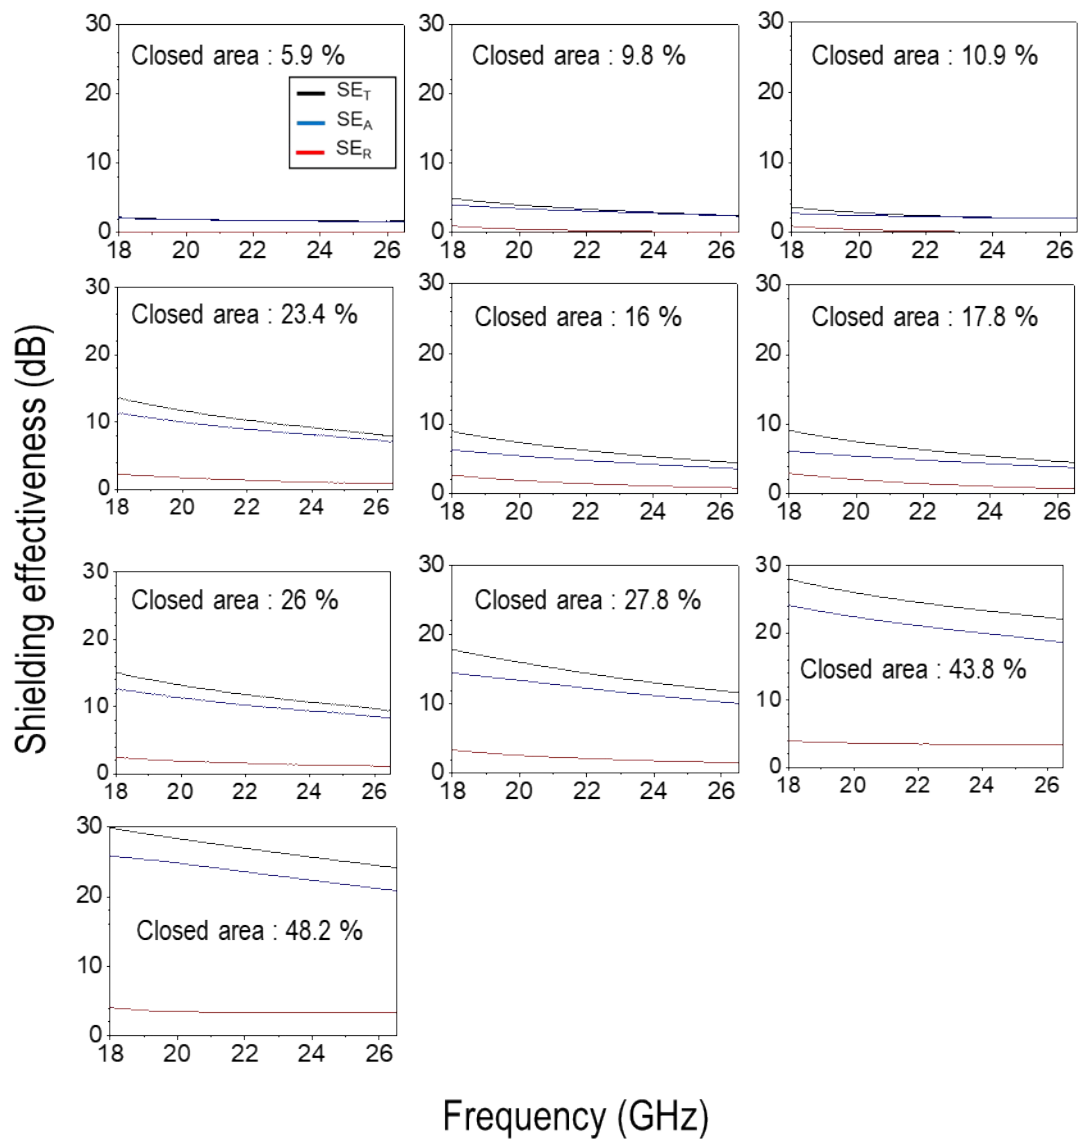 Shielding effectiveness (dB)
30
20
10
0
18 20 22 24 26
Closed area : 5.9 %
SE_T
SE_A
SE_R
30
20
10
0
18 20 22 24 26
Closed area : 9.8 %
30
20
10
0
18 20 22 24 26
Closed area : 10.9 %
30
20
10
0
18 20 22 24 26
Closed area : 23.4 %
30
20
10
0
18 20 22 24 26
Closed area : 16 %
30
20
10
0
18 20 22 24 26
Closed area : 17.8 %
30
20
10
0
18 20 22 24 26
Closed area : 26 %
30
20
10
0
18 20 22 24 26
Closed area : 27.8 %
30
20
10
0
18 20 22 24 26
Closed area : 43.8 %
30
20
10
0
18 20 22 24 26
Closed area : 48.2 %
Frequency (GHz)